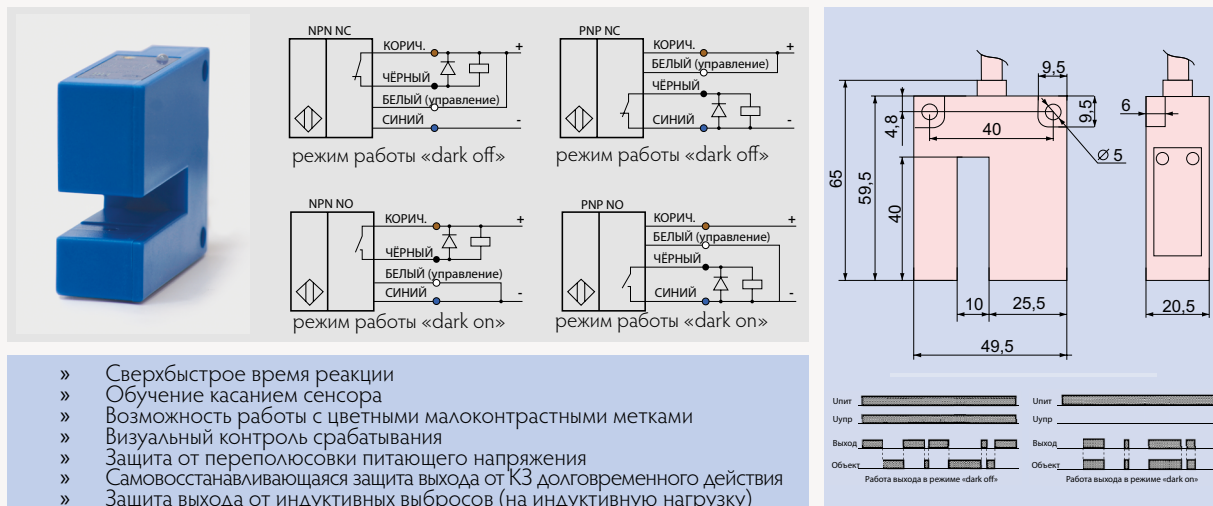 NPN NC
КОРИЧ.
+
ЧЁРНЫЙ
БЕЛЫЙ (управление)
СИНИЙ
-
режим работы «dark off»
PNP NC
КОРИЧ.
+
БЕЛЫЙ (управление)
ЧЁРНЫЙ
СИНИЙ
-
режим работы «dark off»
NPN NO
КОРИЧ.
+
ЧЁРНЫЙ
БЕЛЫЙ (управление)
СИНИЙ
-
режим работы «dark on»
PNP NO
КОРИЧ.
+
БЕЛЫЙ (управление)
ЧЁРНЫЙ
СИНИЙ
-
режим работы «dark on»
» Сверхбыстрое время реакции
» Обучение касанием сенсора
» Возможность работы с цветными малоконтрастными метками
» Визуальный контроль срабатывания
» Защита от переполюсовки питающего напряжения
» Самовосстанавливающаяся защита выхода от КЗ долговременного действия
» Защита выхода от индуктивных выбросов (на индуктивную нагрузку)
9,5
9,5
4,8
40
Ø 5
65
59,5
40
10
25,5
49,5
6
20,5
Uпит
Uупр
Выход
Объект
Работа выхода в режиме «dark off»
Uпит
Uупр
Выход
Объект
Работа выхода в режиме «dark on»